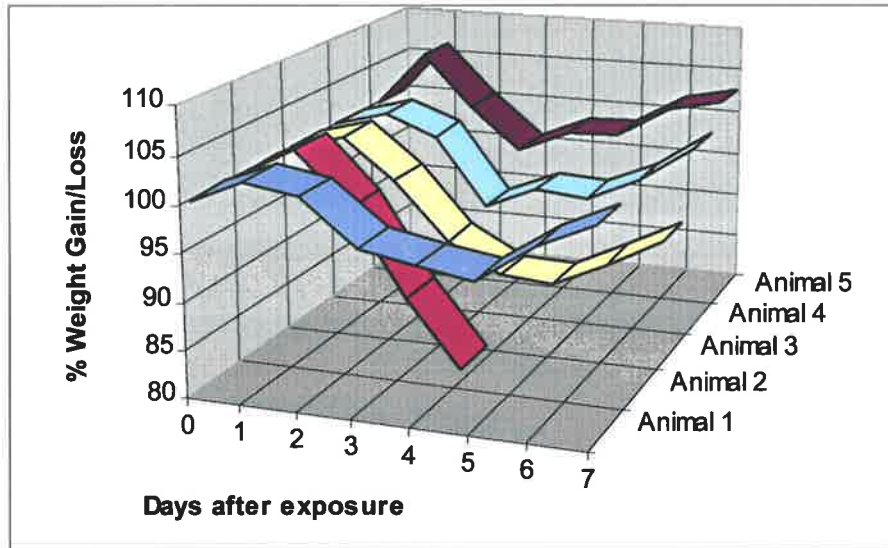 110
105
100
95
90
85
80
% Weight Gain/Loss
0
1
2
3
4
5
6
7
Days after exposure
Animal 5
Animal 4
Animal 3
Animal 2
Animal 1